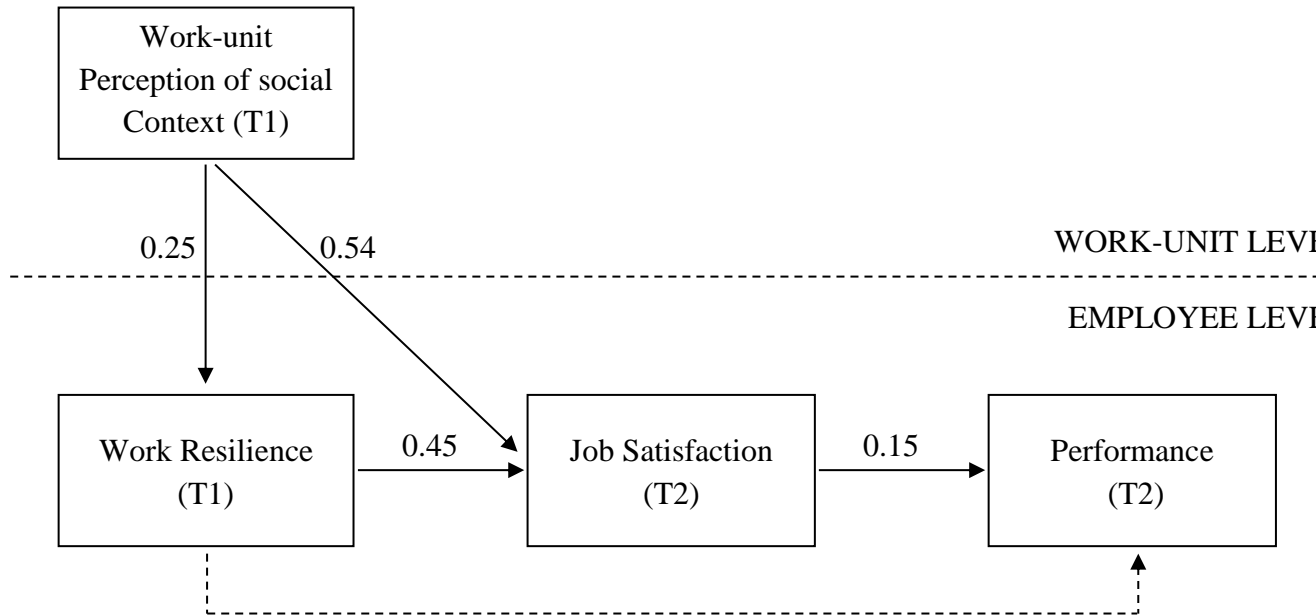 Work-unit
Perception of social
Context (T1)
0.25
0.54
WORK-UNIT LEVE
EMPLOYEE LEVE
Work Resilience
(T1)
0.45
Job Satisfaction
(T2)
0.15
Performance
(T2)